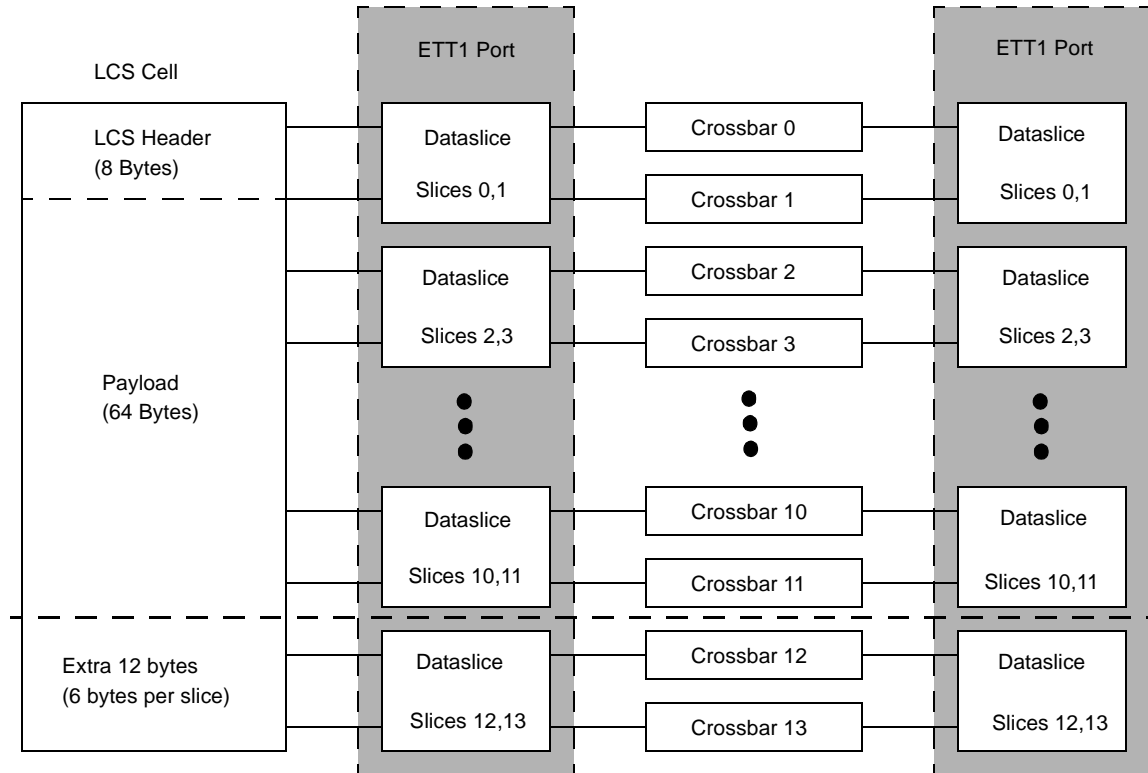 ETT1 Port
ETT1 Port
LCS Cell
LCS Header
(8 Bytes)
Dataslice
Slices 0,1
Crossbar 0
Crossbar 1
Dataslice
Slices 0,1
Dataslice
Slices 2,3
Crossbar 2
Crossbar 3
Dataslice
Slices 2,3
Payload
(64 Bytes)
Dataslice
Slices 10,11
Crossbar 10
Crossbar 11
Dataslice
Slices 10,11
Extra 12 bytes
(6 bytes per slice)
Dataslice
Slices 12,13
Crossbar 12
Crossbar 13
Dataslice
Slices 12,13